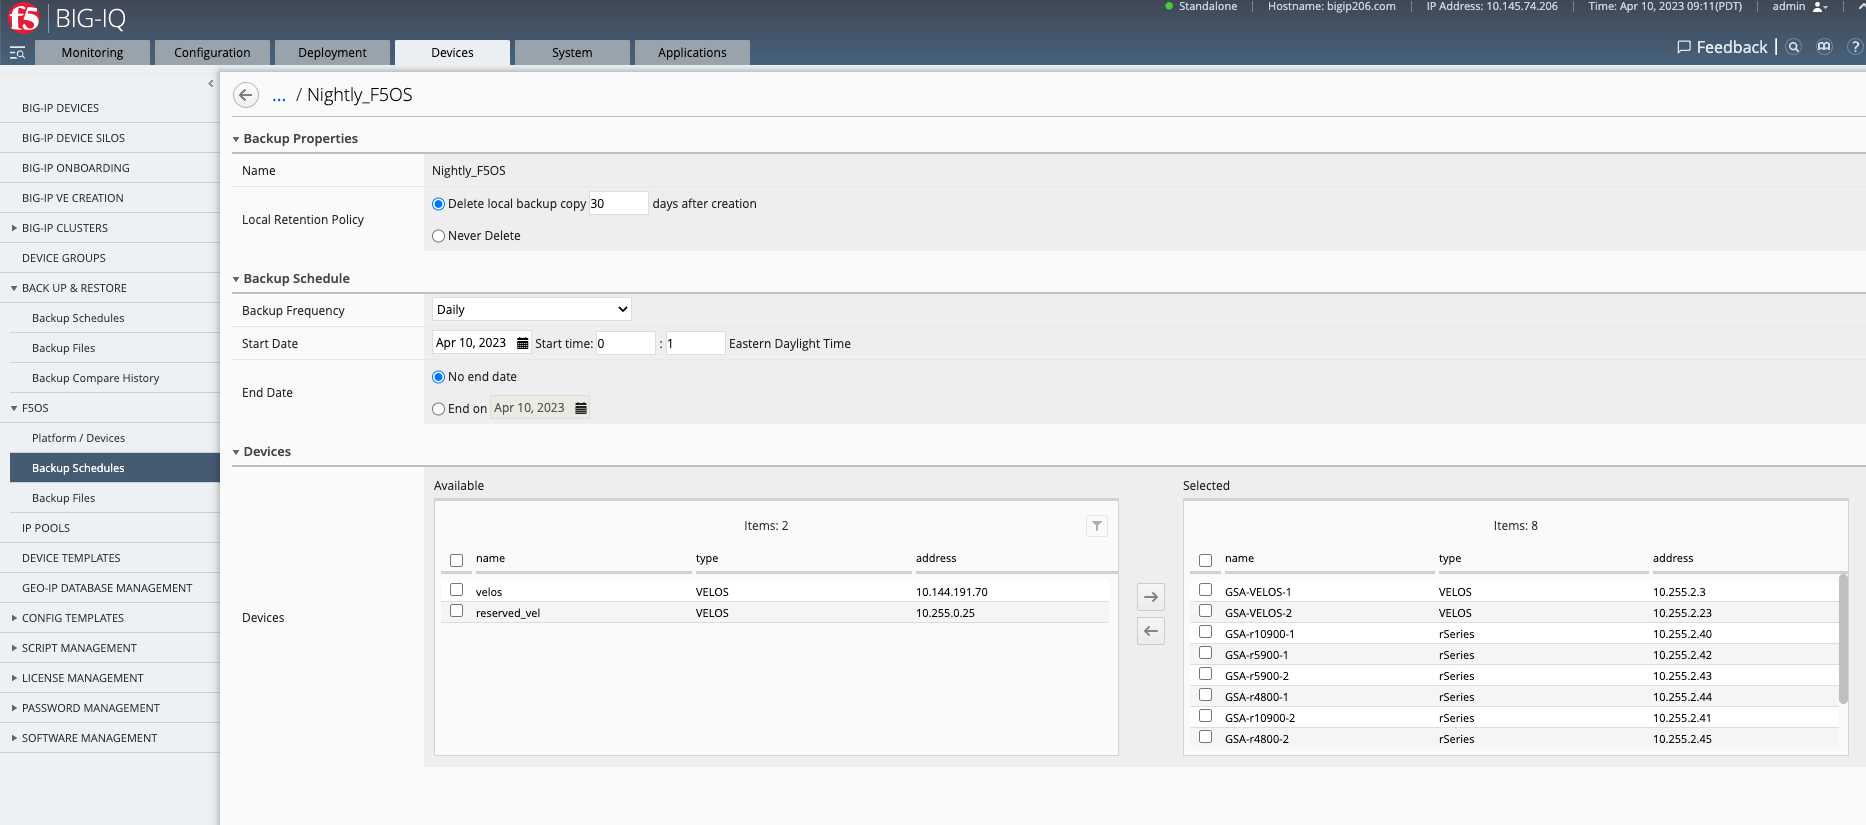 f5 BIG-IQ
Standalone Hostname: bigip206.com IP Address: 10.145.74.206 Time: Apr 10, 2023 09:11(PDT) admin
Monitoring Configuration Deployment Devices System Applications
Feedback ?
BIG-IP DEVICES
BIG-IP DEVICE SILOS
BIG-IP ONBOARDING
BIG-IP VE CREATION
BIG-IP CLUSTERS
DEVICE GROUPS
BACK UP & RESTORE
Backup Schedules
Backup Files
Backup Compare History
F5OS
Platform / Devices
Backup Schedules
Backup Files
IP POOLS
DEVICE TEMPLATES
GEO-IP DATABASE MANAGEMENT
CONFIG TEMPLATES
SCRIPT MANAGEMENT
LICENSE MANAGEMENT
PASSWORD MANAGEMENT
SOFTWARE MANAGEMENT
... / Nightly_F5OS
Backup Properties
Name Nightly_F5OS
Local Retention Policy
Delete local backup copy 30 days after creation
Never Delete
Backup Schedule
Backup Frequency Daily
Start Date Apr 10, 2023 Start time: 0 : 1 Eastern Daylight Time
End Date
No end date
End on Apr 10, 2023
Devices
Devices
Available
Items: 2
name type address
velos VELOS 10.144.191.70
reserved_vel VELOS 10.255.0.25
Selected
Items: 8
name type address
GSA-VELOS-1 VELOS 10.255.2.3
GSA-VELOS-2 VELOS 10.255.2.23
GSA-r10900-1 rSeries 10.255.2.40
GSA-r5900-1 rSeries 10.255.2.42
GSA-r5900-2 rSeries 10.255.2.43
GSA-r4800-1 rSeries 10.255.2.44
GSA-r10900-2 rSeries 10.255.2.41
GSA-r4800-2 rSeries 10.255.2.45